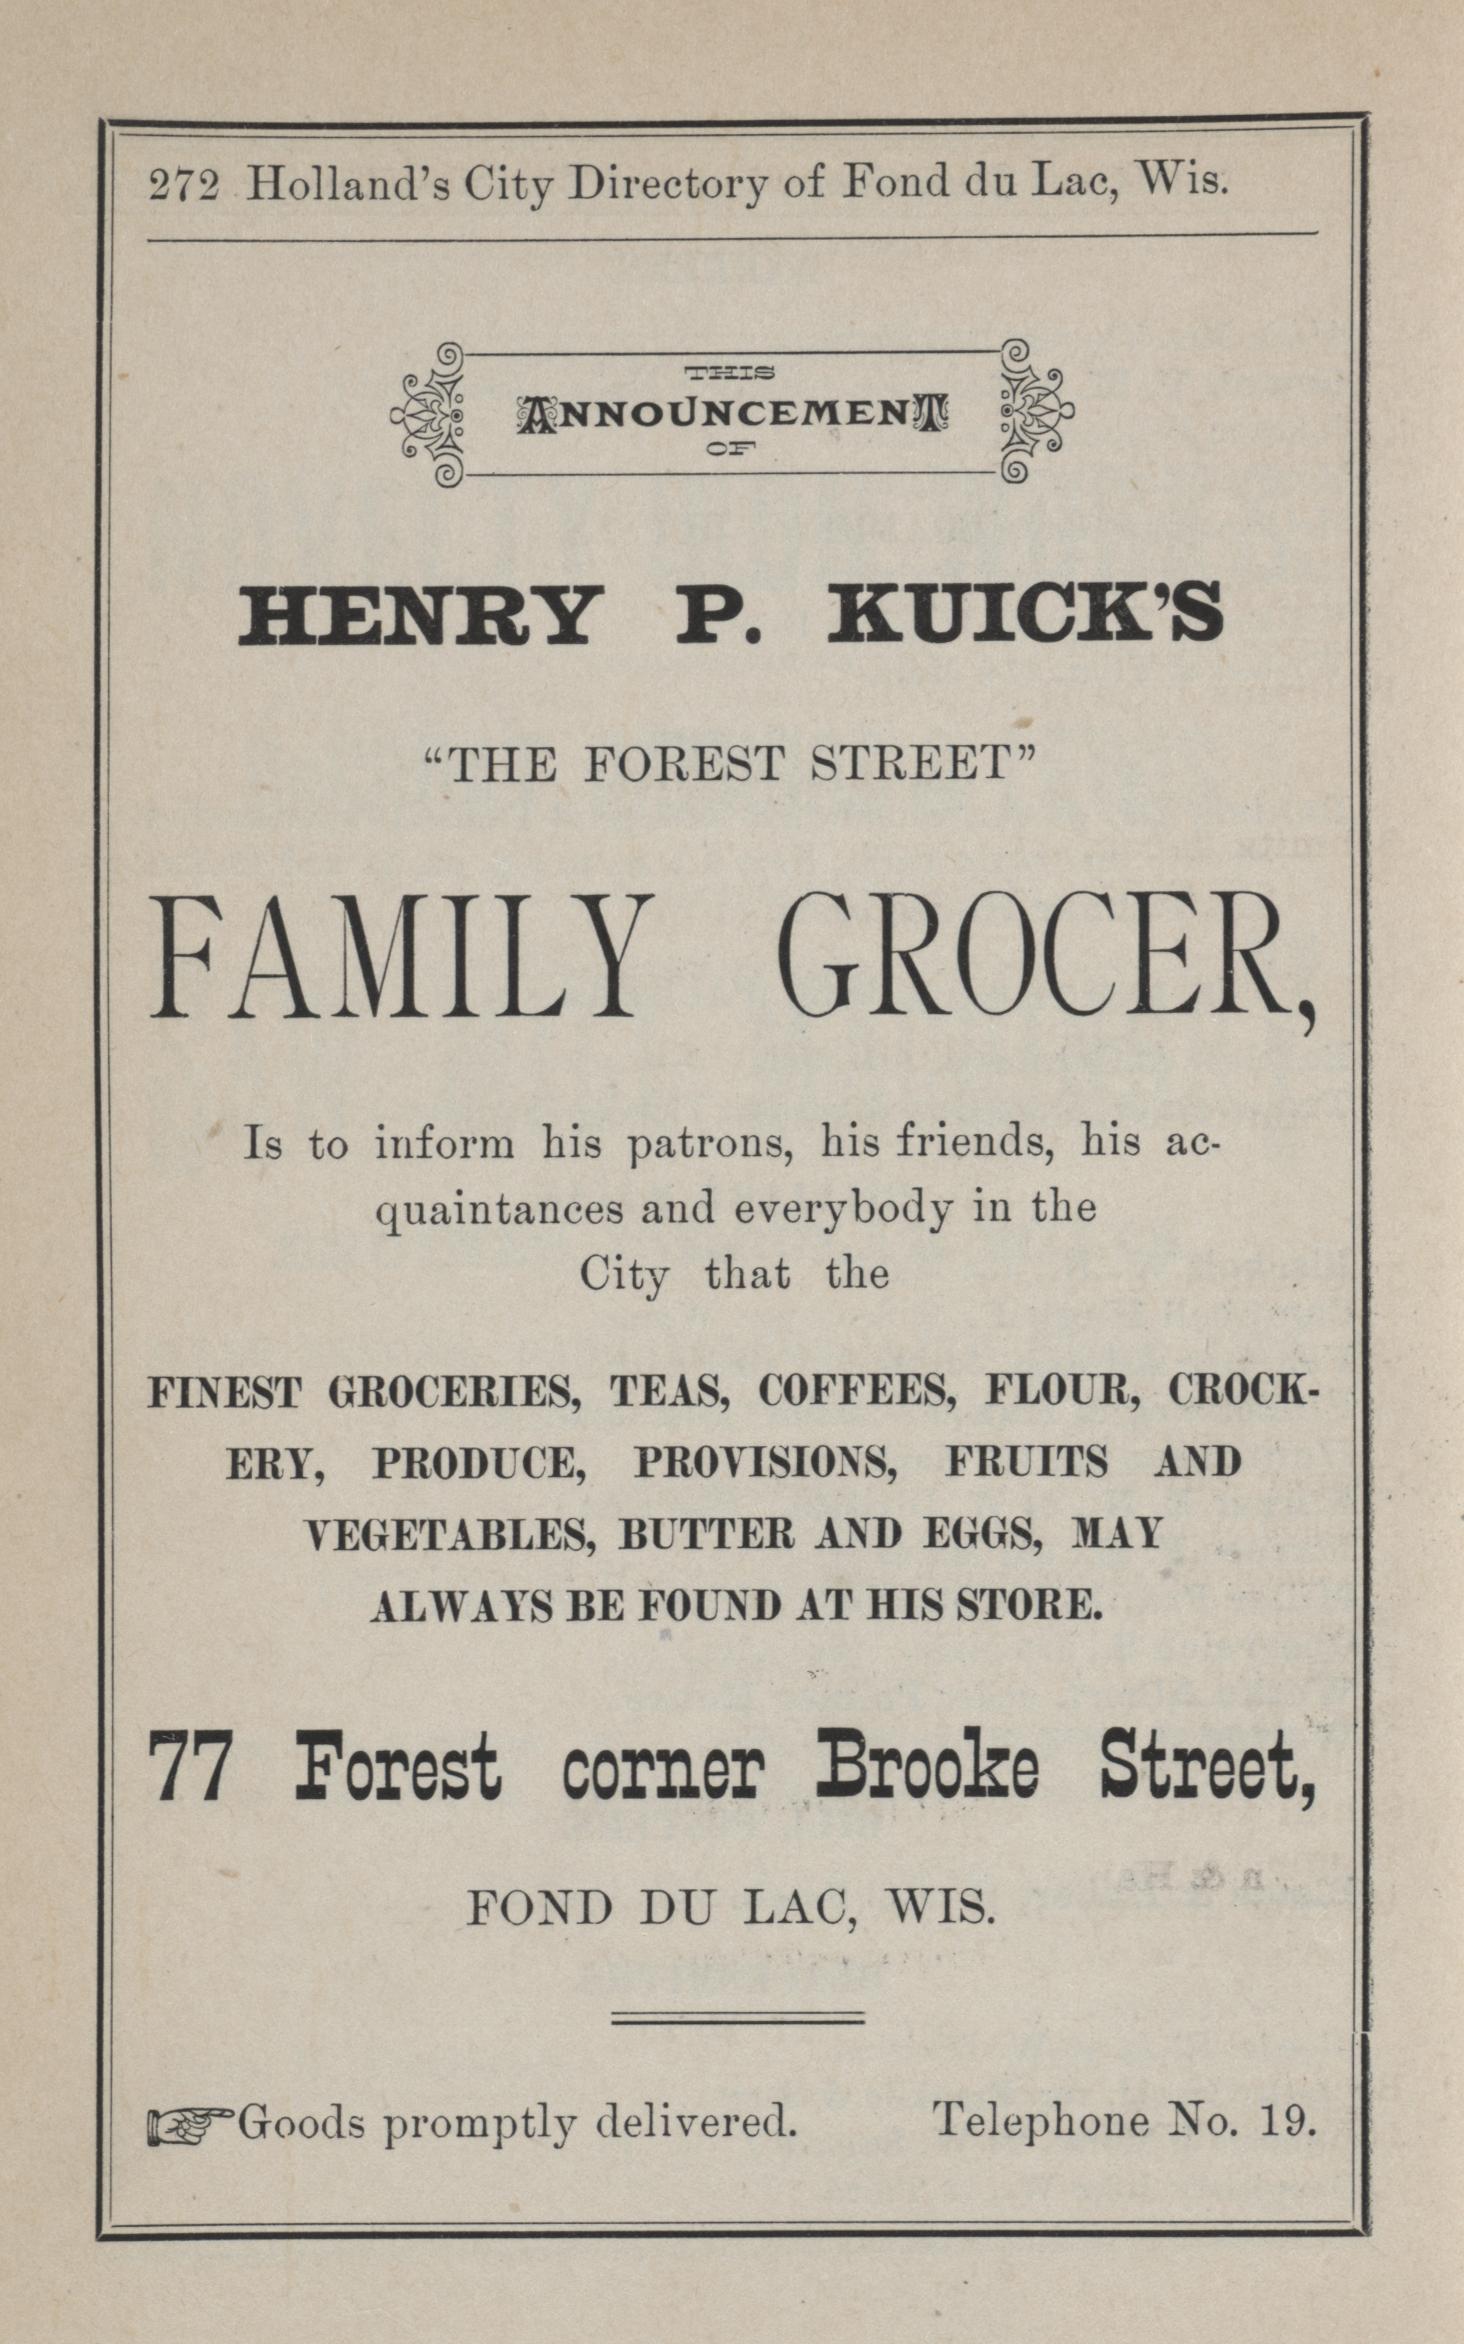 272 Holland's City Directory of Fond du Lac, Wis.
THIS
ANNOUNCEMENT
OF
HENRY P. KUICK'S
“THE FOREST STREET”
FAMILY GROCER,
Is to inform his patrons, his friends, his ac-
quaintances and everybody in the
City that the
FINEST GROCERIES, TEAS, COFFEES, FLOUR, CROCK-
ERY, PRODUCE, PROVISIONS, FRUITS AND
VEGETABLES, BUTTER AND EGGS, MAY
ALWAYS BE FOUND AT HIS STORE.
77 Forest corner Brooke Street,
FOND DU LAC, WIS.
☞Goods promptly delivered. Telephone No. 19.